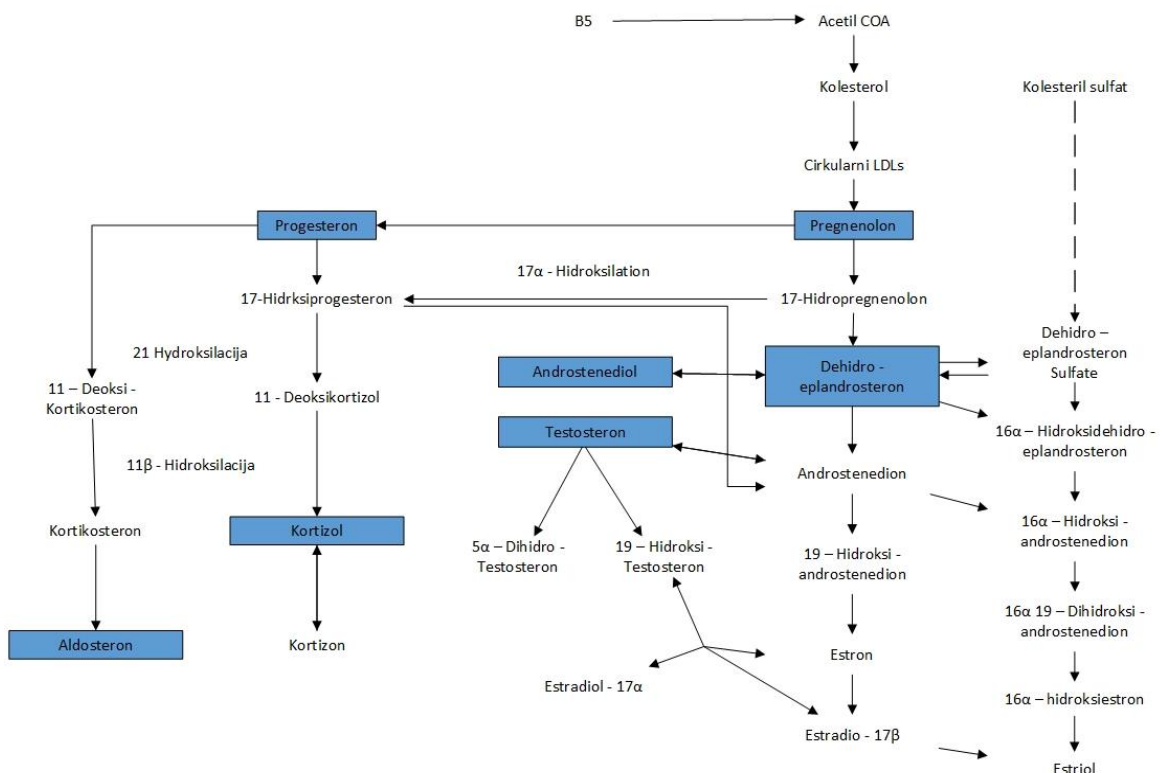 B5
Acetil COA
Kolesterol
Kolesteril sulfat
Cirkularni LDLs
Progesteron
Pregnenolon
17α - Hidroksilation
17-Hidrksiprogesteron
17-Hidropregnenolon
21 Hydroksilacija
Androstenediol
Dehidro -
eplandrosteron
Dehidro –
eplandrosteron
Sulfate
11 – Deoksi -
Kortikosteron
11 - Deoksikortizol
Testosteron
16α – Hidroksidehidro -
eplandrosteron
11β - Hidroksilacija
Androstenedion
Kortikosteron
Kortizol
5α – Dihidro -
Testosteron
19 – Hidroksi -
Testosteron
19 – Hidroksi -
androstenedion
16α – Hidroksi -
androstenedion
Aldosteron
Kortizon
16α 19 – Dihidroksi -
androstenedion
Estron
Estradiol - 17α
16α – hidroksiestron
Estradio - 17β
Estriol